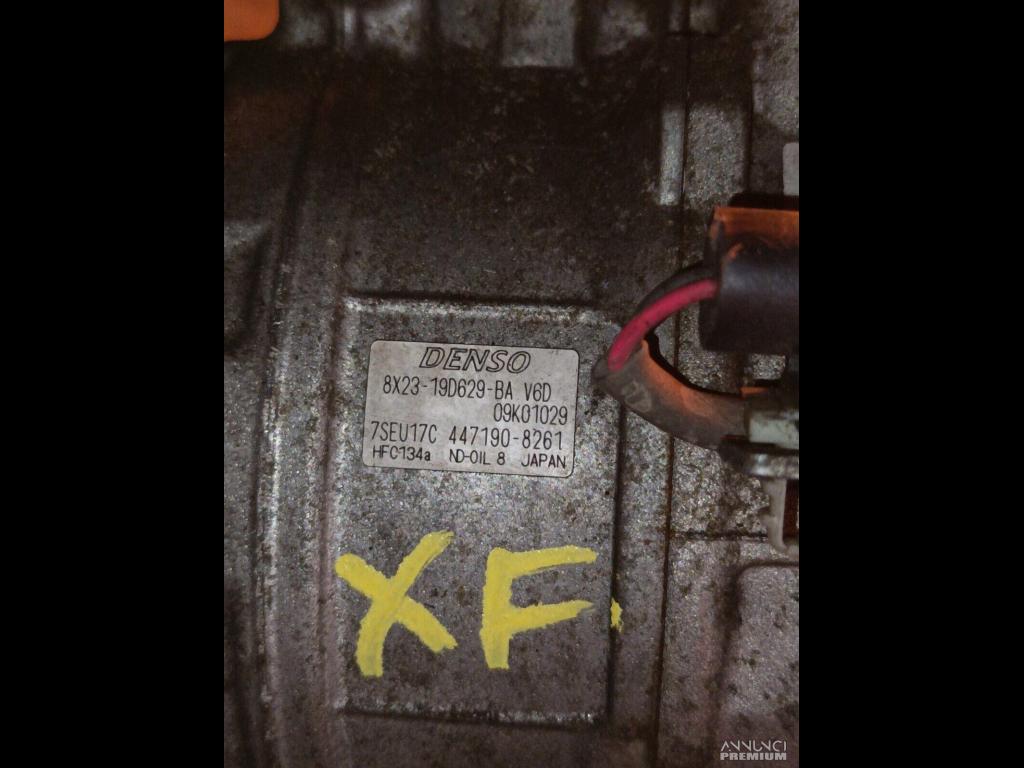 DENSO
8X23-19D629-BA V6D
09K01029
7SEU17C 447190-8261
HFC134a ND-OIL 8 JAPAN
XF
ANNUNCI
PREMIUM